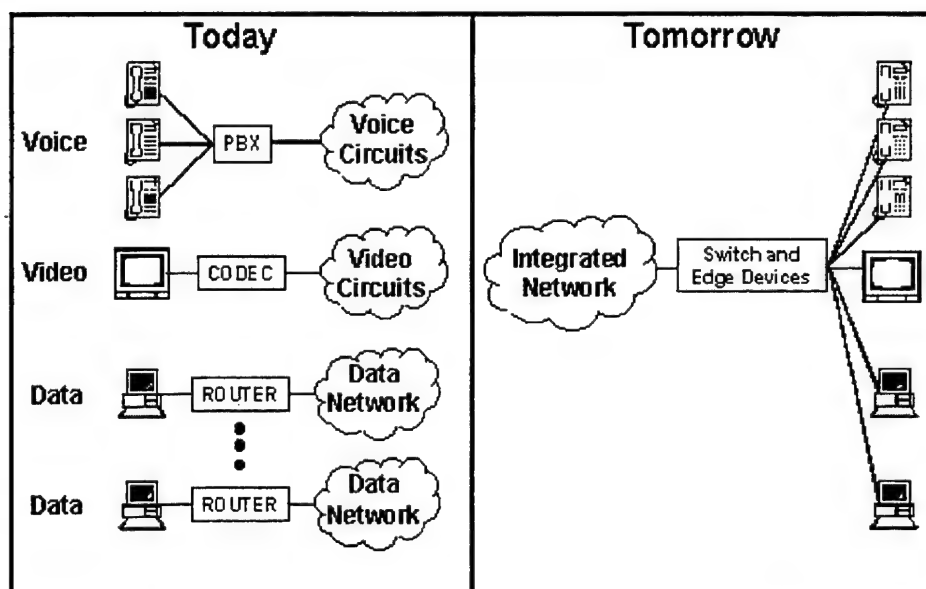 Today
Voice
PBX
Voice
Circuits
Video
CODEC
Video
Circuits
Data
ROUTER
Data
Network
Data
ROUTER
Data
Network
Tomorrow
Integrated
Network
Switch and
Edge Devices